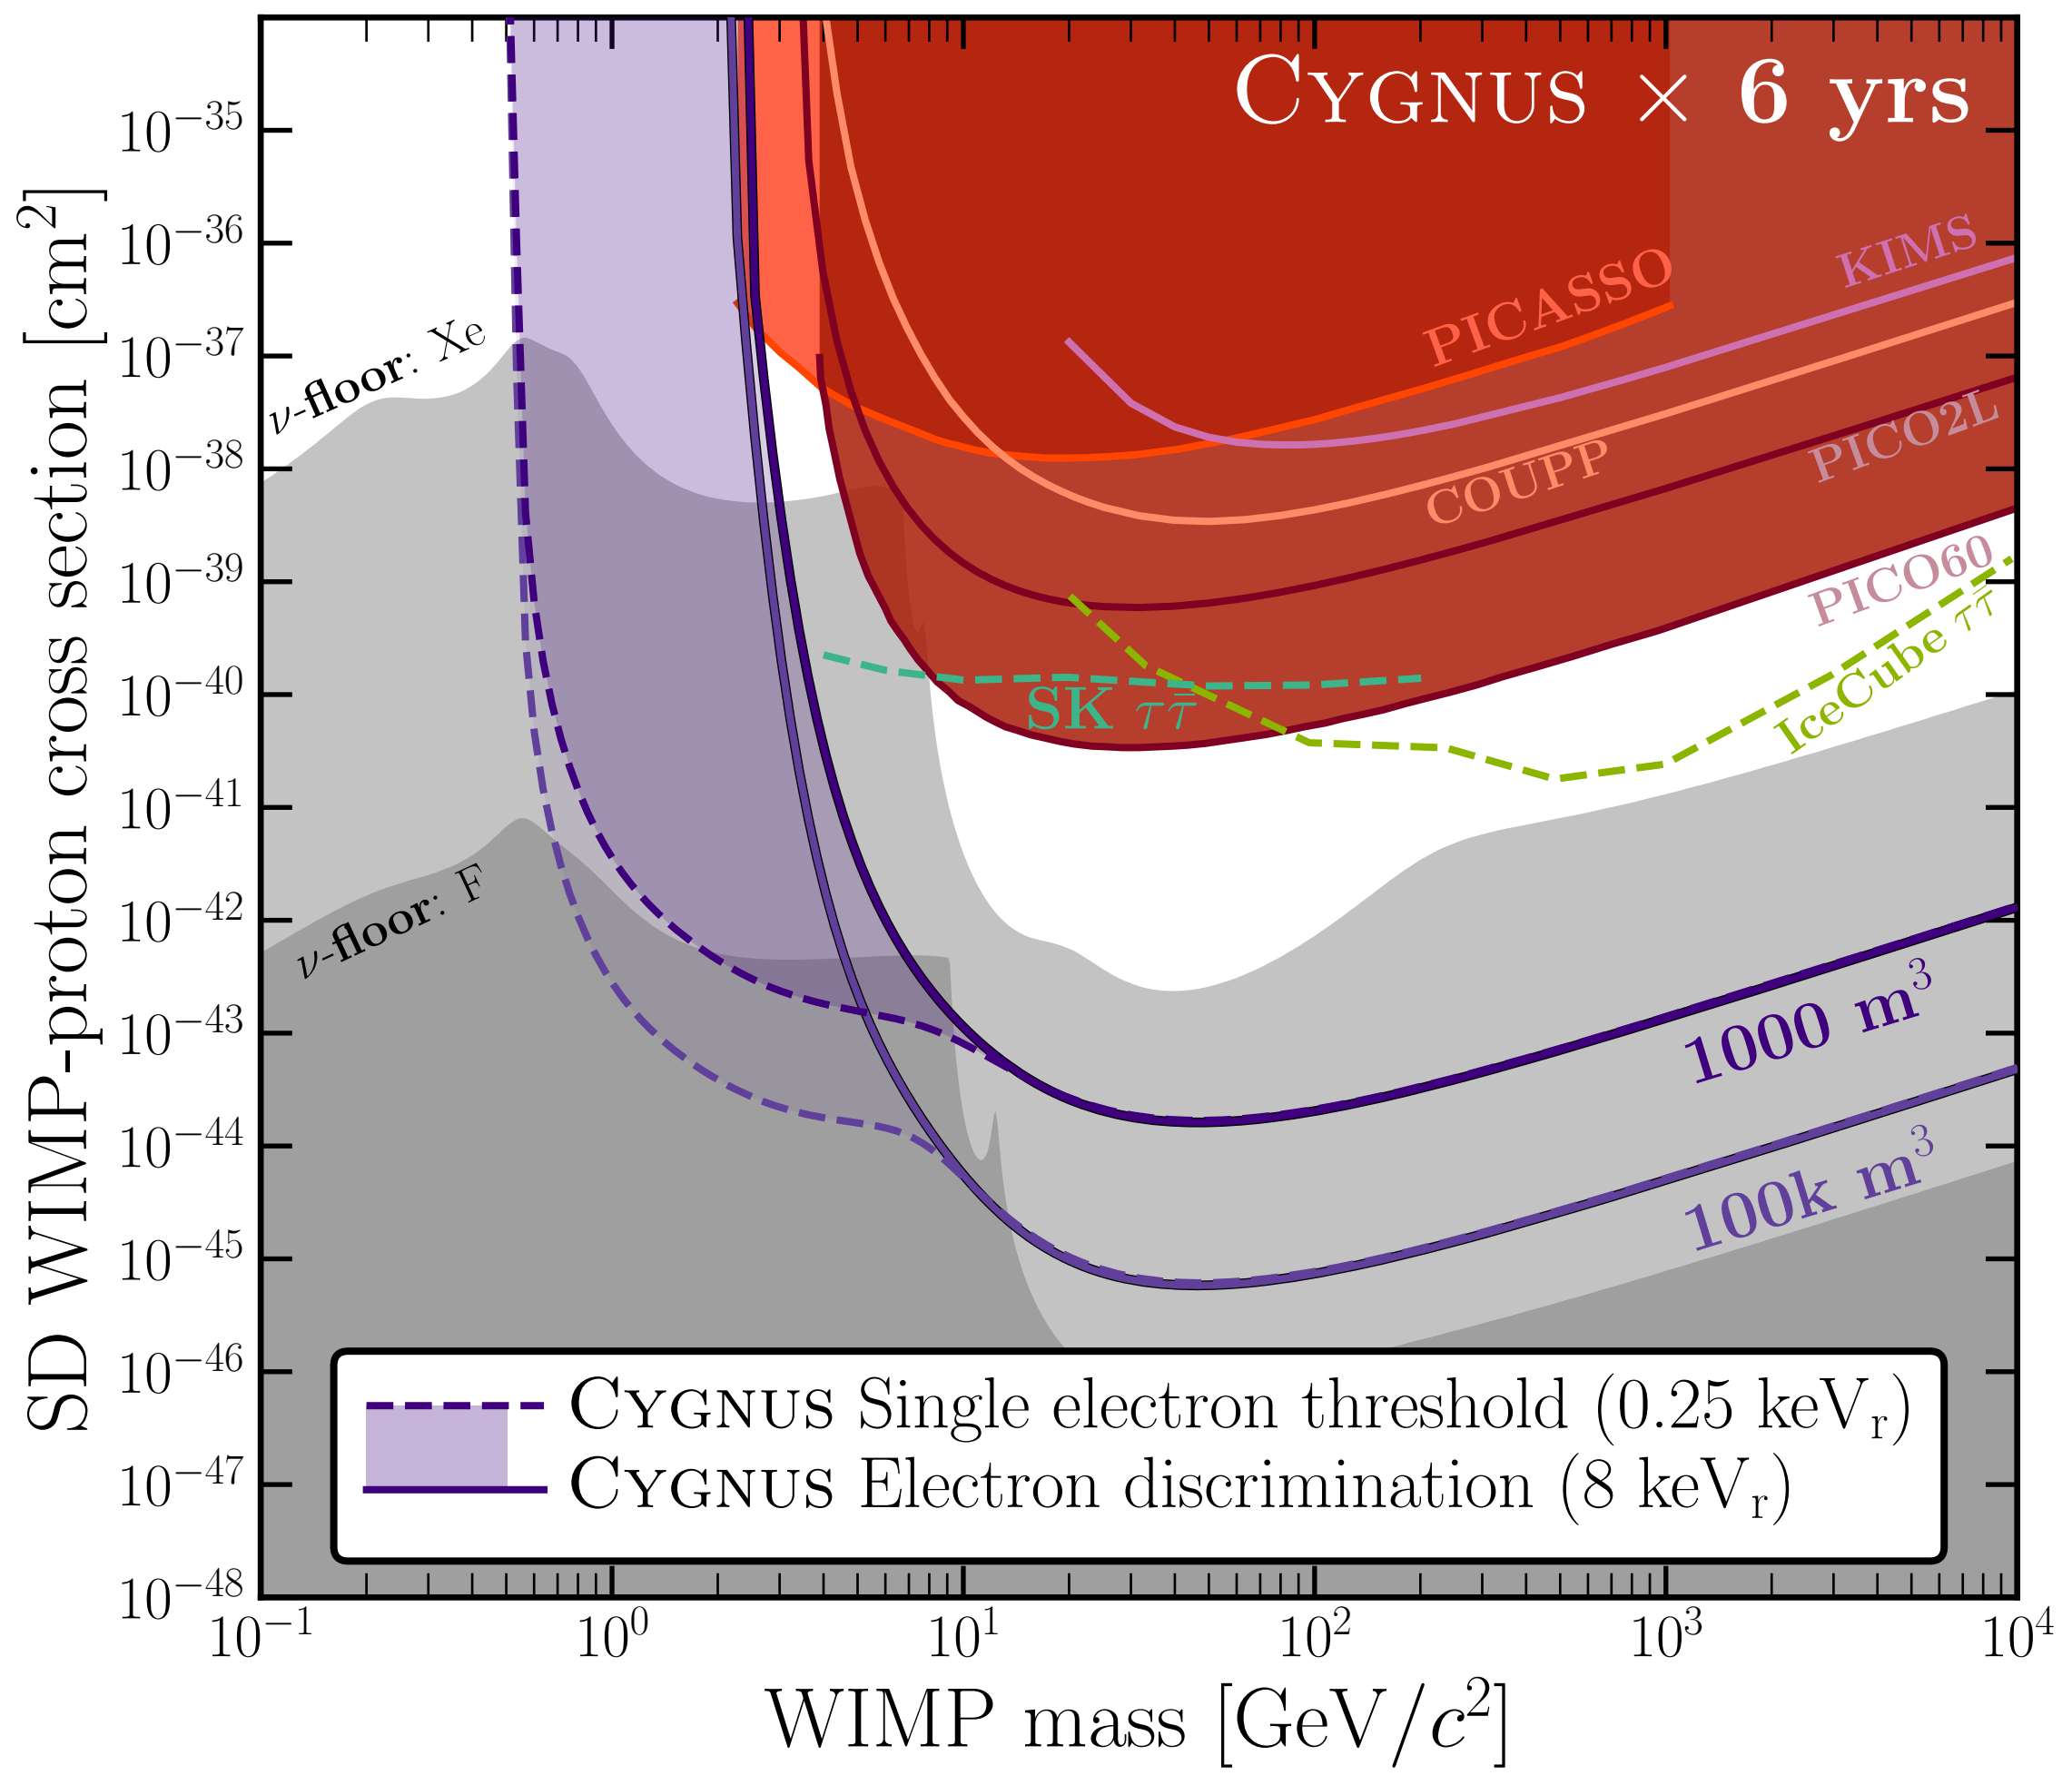 CYGNUS × 6 yrs
SD WIMP-proton cross section [cm²]
10⁻³⁵
10⁻³⁶
10⁻³⁷
10⁻³⁸
10⁻³⁹
10⁻⁴⁰
10⁻⁴¹
10⁻⁴²
10⁻⁴³
10⁻⁴⁴
10⁻⁴⁵
10⁻⁴⁶
10⁻⁴⁷
10⁻⁴⁸
KIMS
PICASSO
ν-floor: Xe
PICO2L
COUPP
PICO60
IceCube ττ̄
SK ττ̄
ν-floor: F
1000 m³
100k m³
CYGNUS Single electron threshold (0.25 keVᵣ)
CYGNUS Electron discrimination (8 keVᵣ)
10⁻¹ 10⁰ 10¹ 10² 10³ 10⁴
WIMP mass [GeV/c²]